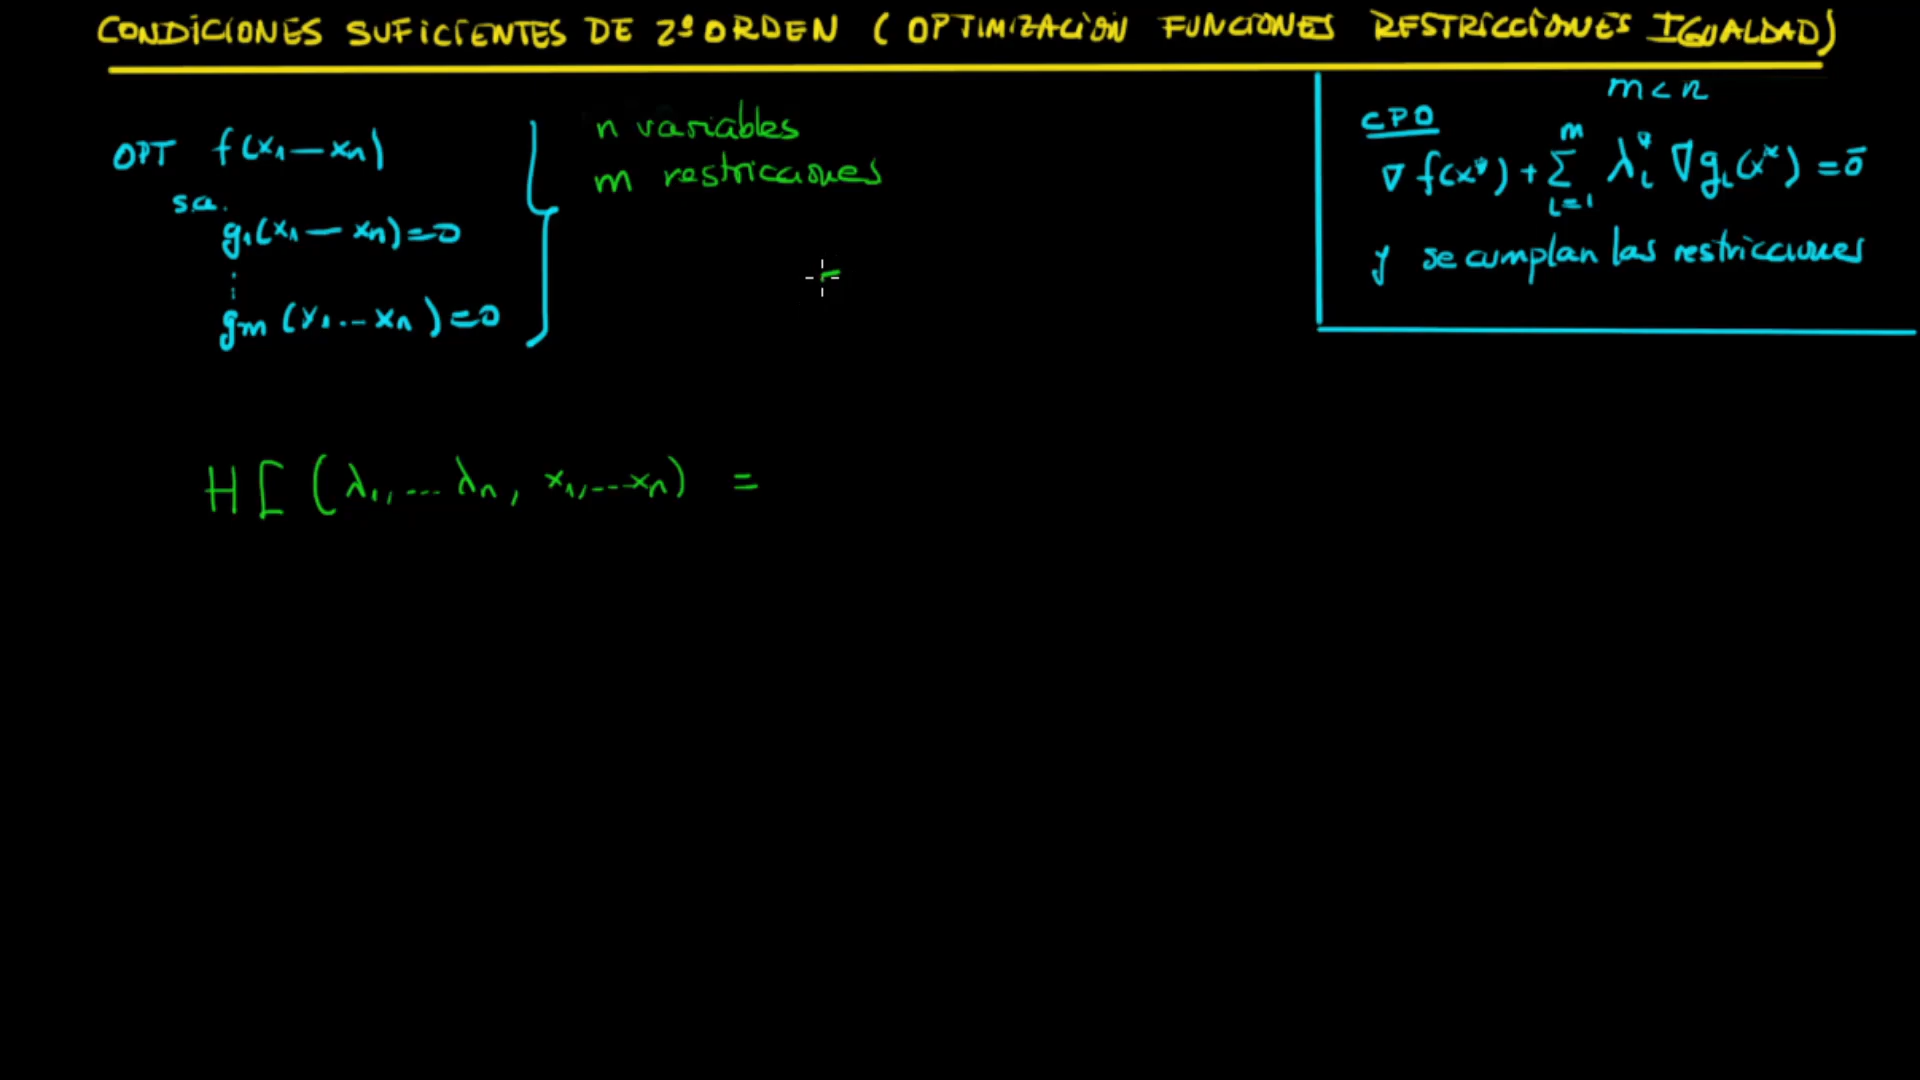 CONDICIONES SUFICIENTES DE 2º ORDEN (OPTIMIZACIÓN FUNCIONES RESTRICCIONES IGUALDAD)
OPT f(x₁—xₙ)
s.a.
g₁(x₁—xₙ)=0
⋮
gₘ(x₁...xₙ)=0
n variables
m restricciones
m<n
CPO
∇f(x*) + ∑ᵢ₌₁ᵐ λᵢ* ∇gᵢ(x*) = 0̄
y se cumplan las restricciones
H L (λ₁,...λₙ, x₁,...xₙ) =